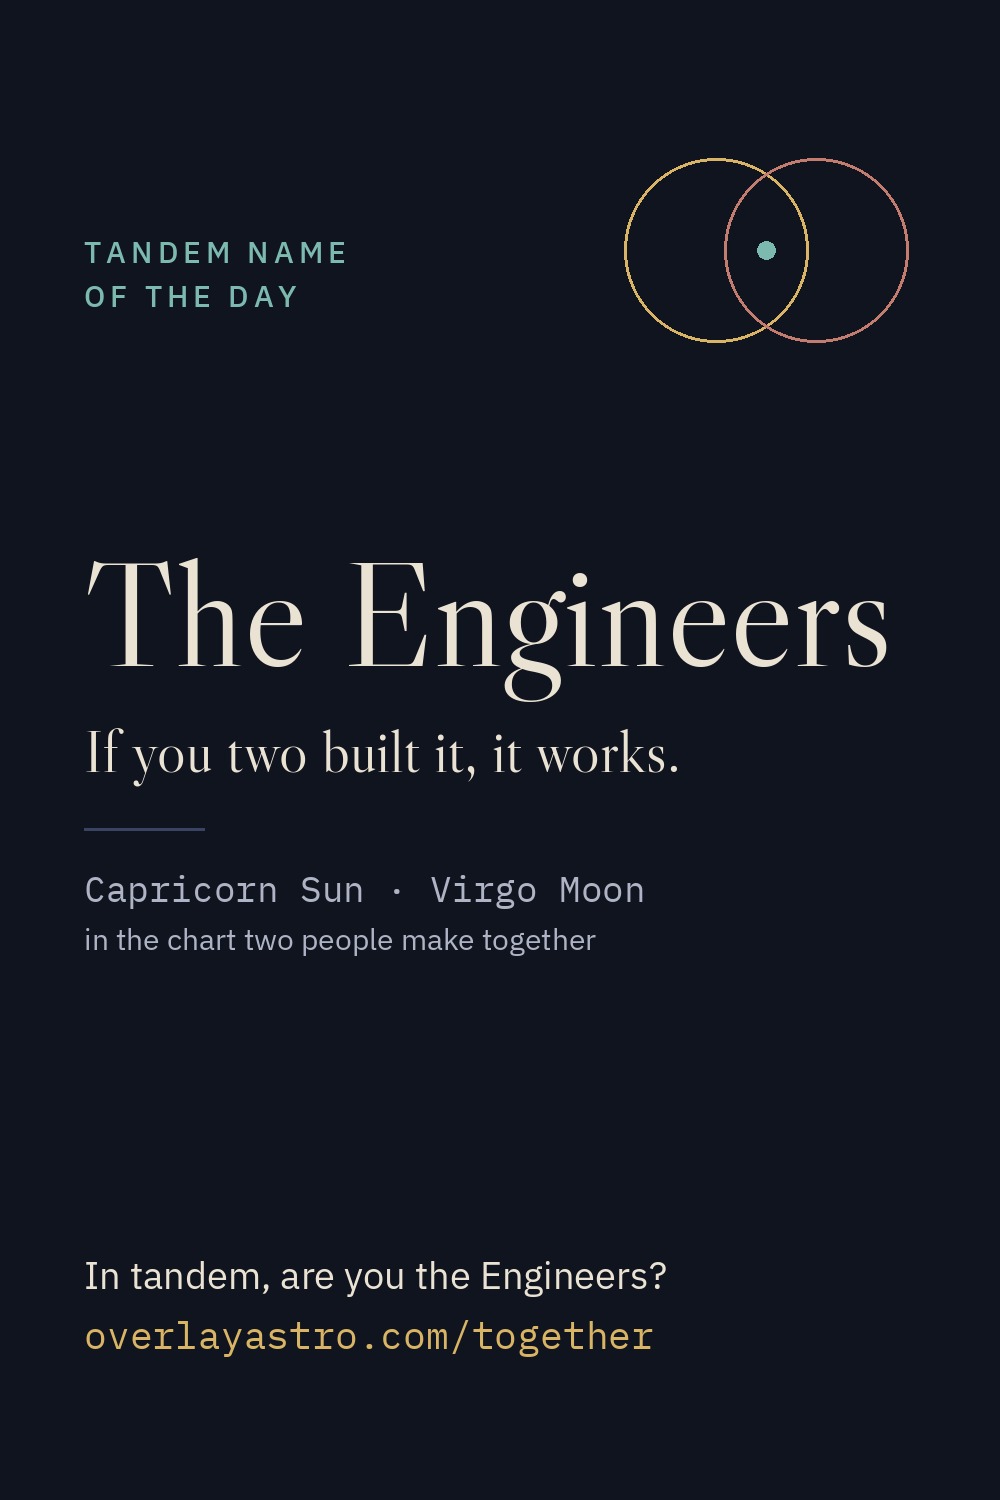 TANDEM NAME
OF THE DAY
The Engineers
If you two built it, it works.
Capricorn Sun · Virgo Moon
in the chart two people make together
In tandem, are you the Engineers?
overlayastro.com/together